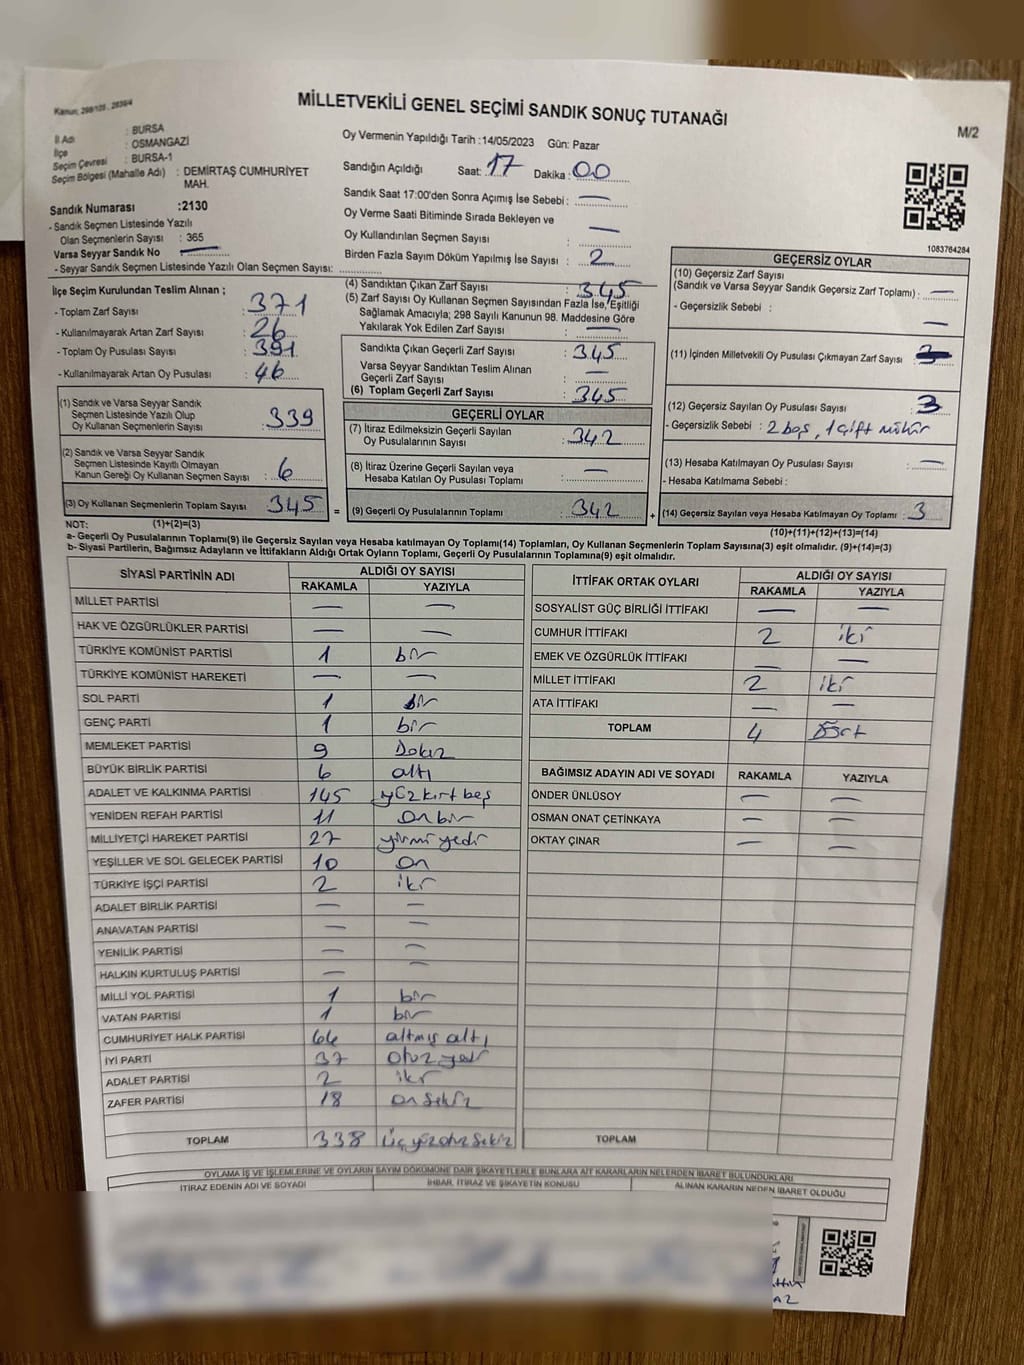 Kanun: 298/105 , 2839/4
MİLLETVEKİLİ GENEL SEÇİMİ SANDIK SONUÇ TUTANAĞI
M/2
İl Adı : BURSA
İlçe : OSMANGAZİ
Seçim Çevresi : BURSA-1
Seçim Bölgesi (Mahalle Adı) : DEMİRTAŞ CUMHURİYET MAH.
Sandık Numarası :2130
- Sandık Seçmen Listesinde Yazılı
Olan Seçmenlerin Sayısı : 365
Varsa Seyyar Sandık No : —
- Seyyar Sandık Seçmen Listesinde Yazılı Olan Seçmen Sayısı:
Oy Vermenin Yapıldığı Tarih :14/05/2023 Gün: Pazar
Sandığın Açıldığı Saat: 17 Dakika : 00
Sandık Saat 17:00'den Sonra Açımış İse Sebebi : —
Oy Verme Saati Bitiminde Sırada Bekleyen ve
Oy Kullandırılan Seçmen Sayısı : —
Birden Fazla Sayım Döküm Yapılmış İse Sayısı : 2
1083764284
İlçe Seçim Kurulundan Teslim Alınan ;
- Toplam Zarf Sayısı : 371
- Kullanılmayarak Artan Zarf Sayısı : 26
- Toplam Oy Pusulası Sayısı : 391
- Kullanılmayarak Artan Oy Pusulası : 46
(1) Sandık ve Varsa Seyyar Sandık
Seçmen Listesinde Yazılı Olup
Oy Kullanan Seçmenlerin Sayısı : 339
(2) Sandık ve Varsa Seyyar Sandık
Seçmen Listesinde Kayıtlı Olmayan
Kanun Gereği Oy Kullanan Seçmen Sayısı : 6
(3) Oy Kullanan Seçmenlerin Toplam Sayısı : 345 =
NOT: (1)+(2)=(3)
(4) Sandıktan Çıkan Zarf Sayısı : 345
(5) Zarf Sayısı Oy Kullanan Seçmen Sayısından Fazla İse, Eşitliği
Sağlamak Amacıyla; 298 Sayılı Kanunun 98. Maddesine Göre
Yakılarak Yok Edilen Zarf Sayısı : —
Sandıkta Çıkan Geçerli Zarf Sayısı : 345
Varsa Seyyar Sandıktan Teslim Alınan
Geçerli Zarf Sayısı : —
(6) Toplam Geçerli Zarf Sayısı : 345
GEÇERLİ OYLAR
(7) İtiraz Edilmeksizin Geçerli Sayılan
Oy Pusulalarının Sayısı : 342
(8) İtiraz Üzerine Geçerli Sayılan veya
Hesaba Katılan Oy Pusulası Toplamı : —
(9) Geçerli Oy Pusulalarının Toplamı : 342 +
GEÇERSİZ OYLAR
(10) Geçersiz Zarf Sayısı
(Sandık ve Varsa Seyyar Sandık Geçersiz Zarf Toplamı) : —
- Geçersizlik Sebebi : —
(11) İçinden Milletvekili Oy Pusulası Çıkmayan Zarf Sayısı :
(12) Geçersiz Sayılan Oy Pusulası Sayısı : 3
- Geçersizlik Sebebi : 2 boş, 1 çift mühür
(13) Hesaba Katılmayan Oy Pusulası Sayısı : —
- Hesaba Katılmama Sebebi :
(14) Geçersiz Sayılan veya Hesaba Katılmayan Oy Toplamı : 3
(10)+(11)+(12)+(13)=(14)
a- Geçerli Oy Pusulalarının Toplamı(9) ile Geçersiz Sayılan veya Hesaba katılmayan Oy Toplamı(14) Toplamları, Oy Kullanan Seçmenlerin Toplam Sayısına(3) eşit olmalıdır. (9)+(14)=(3)
b- Siyasi Partilerin, Bağımsız Adayların ve İttifakların Aldığı Ortak Oyların Toplamı, Geçerli Oy Pusulalarının Toplamına(9) eşit olmalıdır.
SİYASİ PARTİNİN ADI ALDIĞI OY SAYISI
RAKAMLA YAZIYLA
MİLLET PARTİSİ — —
HAK VE ÖZGÜRLÜKLER PARTİSİ — —
TÜRKİYE KOMÜNİST PARTİSİ 1 bir
TÜRKİYE KOMÜNİST HAREKETİ — —
SOL PARTİ 1 bir
GENÇ PARTİ 1 bir
MEMLEKET PARTİSİ 9 Dokuz
BÜYÜK BİRLİK PARTİSİ 6 altı
ADALET VE KALKINMA PARTİSİ 145 yüz kırk beş
YENİDEN REFAH PARTİSİ 11 on bir
MİLLİYETÇİ HAREKET PARTİSİ 27 yirmi yedi
YEŞİLLER VE SOL GELECEK PARTİSİ 10 on
TÜRKİYE İŞÇİ PARTİSİ 2 iki
ADALET BİRLİK PARTİSİ — —
ANAVATAN PARTİSİ — —
YENİLİK PARTİSİ — —
HALKIN KURTULUŞ PARTİSİ — —
MİLLİ YOL PARTİSİ 1 bir
VATAN PARTİSİ 1 bir
CUMHURİYET HALK PARTİSİ 66 altmış altı
İYİ PARTİ 37 otuz yedi
ADALET PARTİSİ 2 iki
ZAFER PARTİSİ 18 on sekiz
TOPLAM 338 üç yüz otuz sekiz
İTTİFAK ORTAK OYLARI ALDIĞI OY SAYISI
RAKAMLA YAZIYLA
SOSYALİST GÜÇ BİRLİĞİ İTTİFAKI — —
CUMHUR İTTİFAKI 2 iki
EMEK VE ÖZGÜRLÜK İTTİFAKI — —
MİLLET İTTİFAKI 2 iki
ATA İTTİFAKI — —
TOPLAM 4 Dört
BAĞIMSIZ ADAYIN ADI VE SOYADI RAKAMLA YAZIYLA
ÖNDER ÜNLÜSOY — —
OSMAN ONAT ÇETİNKAYA — —
OKTAY ÇINAR — —
TOPLAM
OYLAMA İŞ VE İŞLEMLERİNE VE OYLARIN SAYIM DÖKÜMÜNE DAİR ŞİKAYETLERLE BUNLARA AİT KARARLARIN NELERDEN İBARET BULUNDUKLARI
İTİRAZ EDENİN ADI VE SOYADI İHBAR, İTİRAZ VE ŞİKAYETİN KONUSU ALINAN KARARIN NEDEN İBARET OLDUĞU